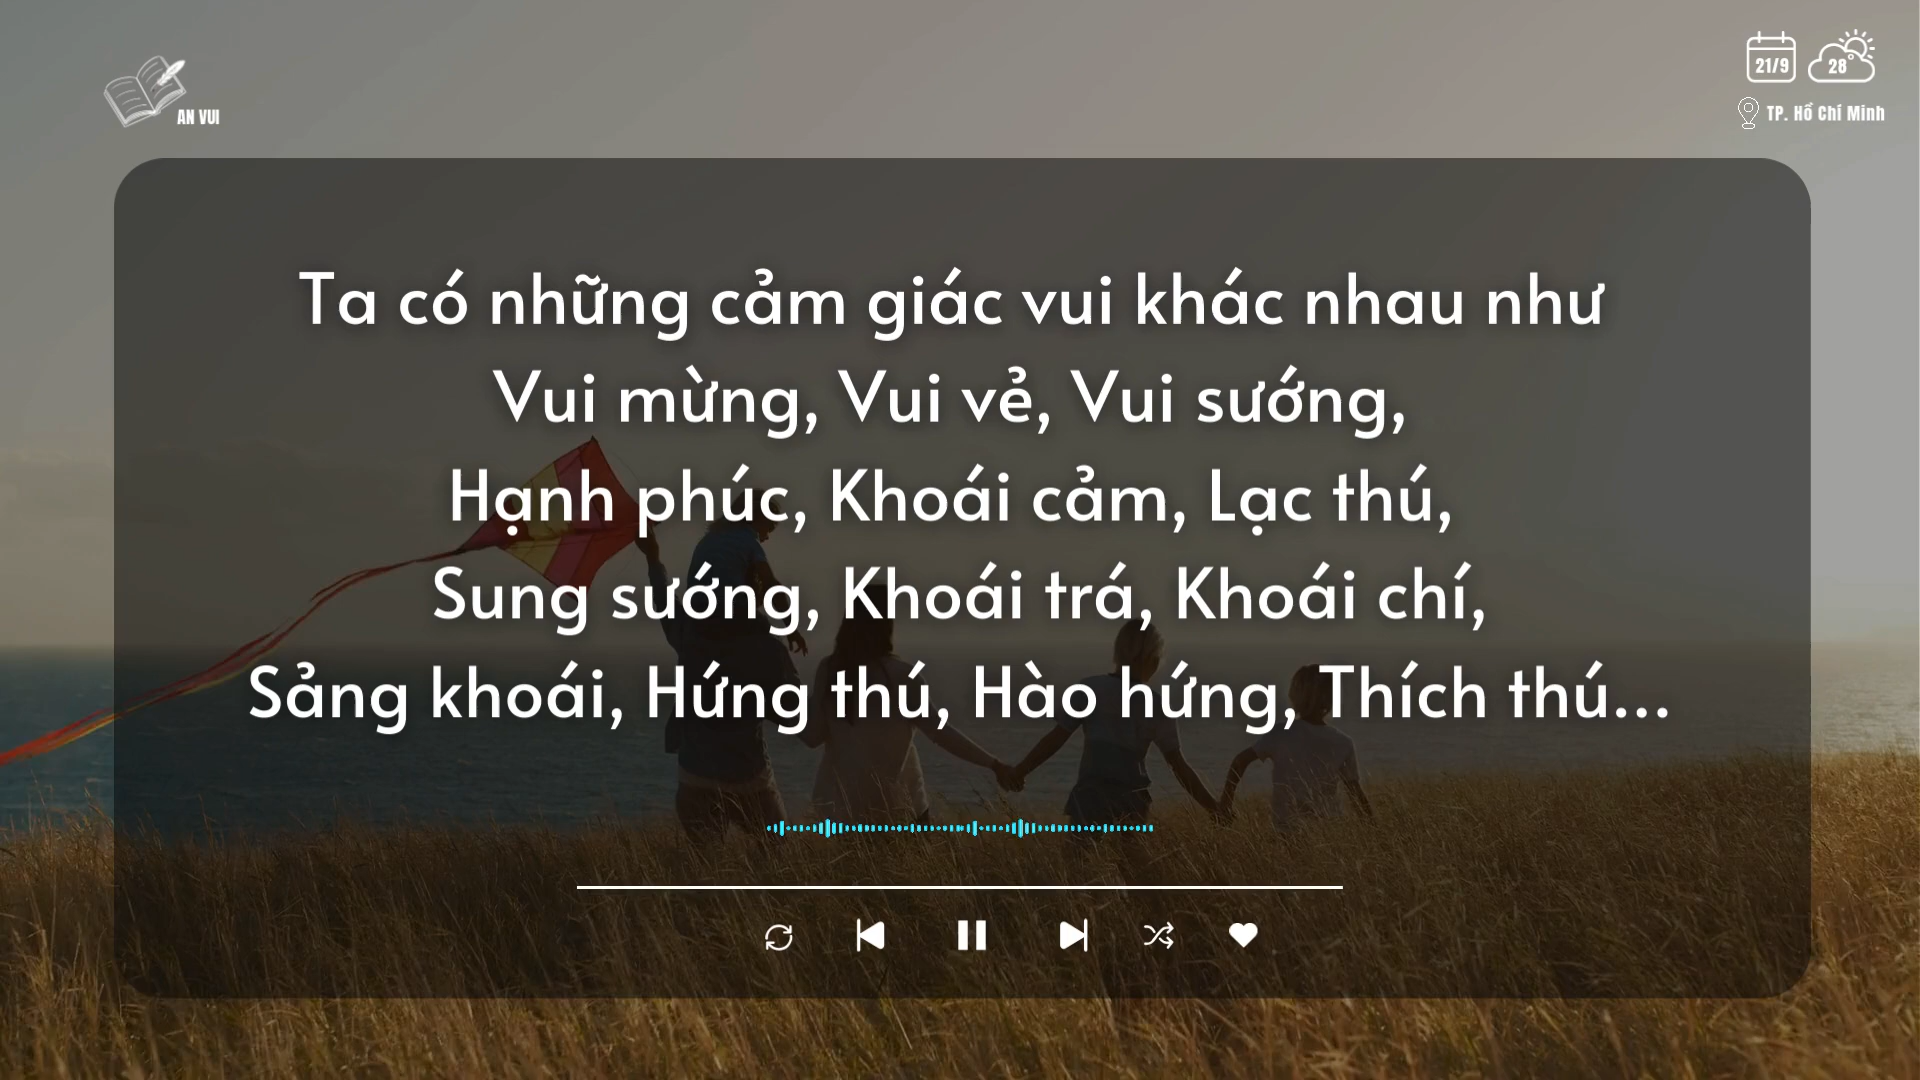 AN VUI
21/9
28°
TP. Hồ Chí Minh
Ta có những cảm giác vui khác nhau như
Vui mừng, Vui vẻ, Vui sướng,
Hạnh phúc, Khoái cảm, Lạc thú,
Sung sướng, Khoái trá, Khoái chí,
Sảng khoái, Hứng thú, Hào hứng, Thích thú...